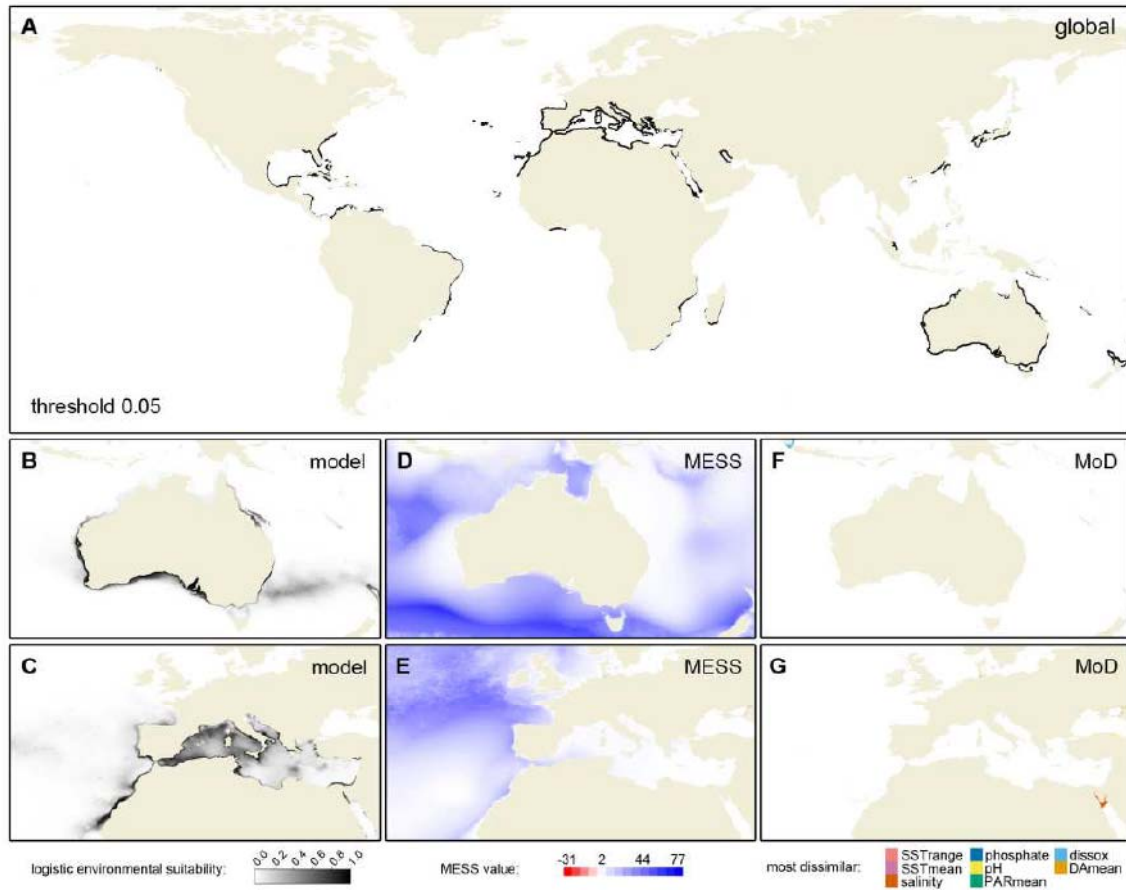 A global
threshold 0.05
B model
D MESS
F MoD
C model
E MESS
G MoD
logistic environmental suitability: 0.0 0.2 0.4 0.6 0.8 1.0
MESS value: -31 2 44 77
most dissimilar: SSTrange phosphate dissox
SSTmean pH DAmean
salinity PARmean